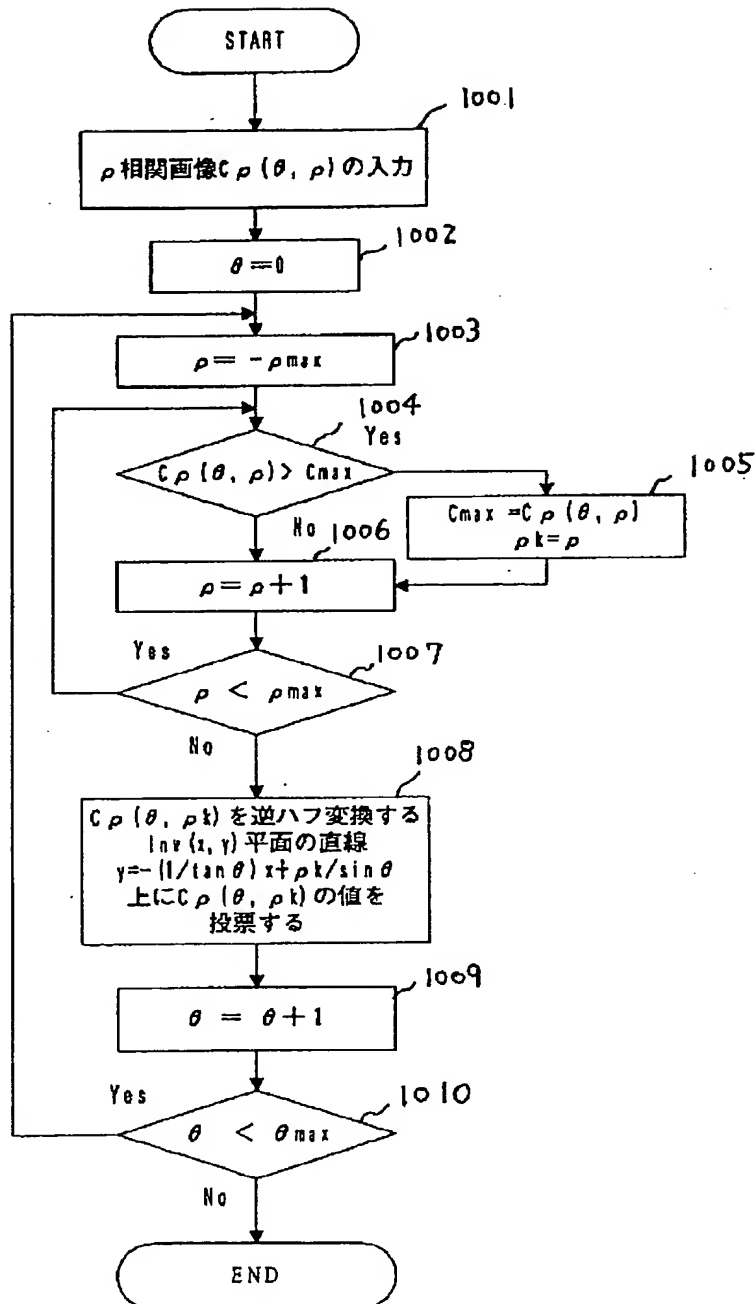 START
1001
ρ相関画像Cρ(θ, ρ)の入力
1002
θ=0
1003
ρ= -ρmax
1004
Yes
Cρ(θ, ρ)> Cmax
1005
Cmax =Cρ(θ, ρ)
ρk=ρ
No
1006
ρ=ρ+1
Yes
1007
ρ < ρmax
No
1008
Cρ(θ, ρk)を逆ハフ変換する
Inv(x, y)平面の直線
y=-(1/tanθ)x+ρk/sinθ
上にCρ(θ, ρk)の値を
投票する
1009
θ = θ+1
Yes
1010
θ < θmax
No
END